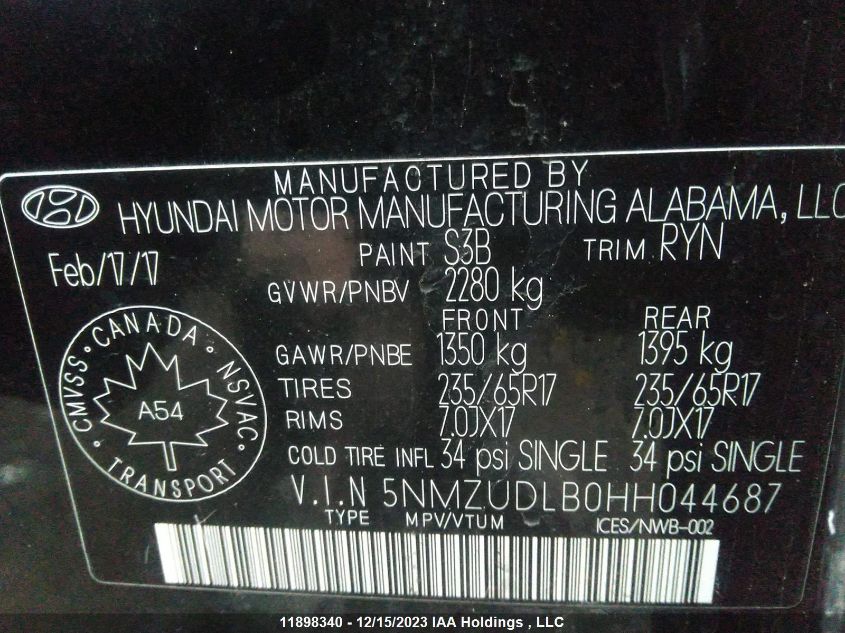 MANUFACTURED BY
HYUNDAI MOTOR MANUFACTURING ALABAMA, LLC
Feb/17/17 PAINT S3B TRIM RYN
GVWR/PNBV 2280 kg
FRONT REAR
GAWR/PNBE 1350 kg 1395 kg
TIRES 235/65R17 235/65R17
RIMS 7.0JX17 7.0JX17
COLD TIRE INFL 34 psi SINGLE 34 psi SINGLE
V.I.N 5NMZUDLB0HH044687
TYPE MPV/VTUM ICES/NWB-002
CMVSS • CANADA • NSVAC • TRANSPORT •
A54
11898340 - 12/15/2023 IAA Holdings , LLC